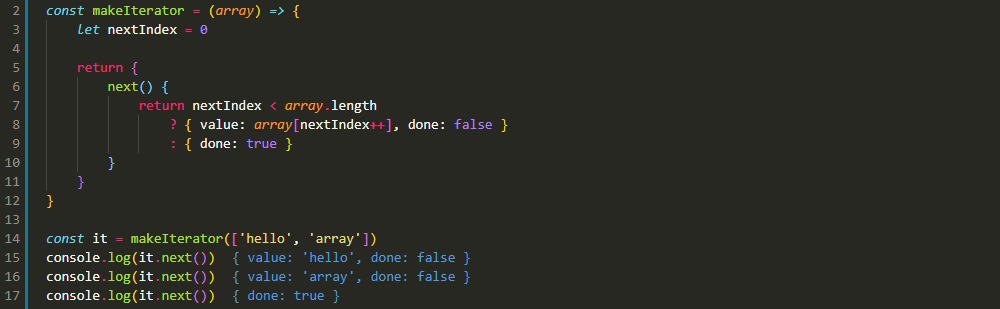 2 const makeIterator = (array) => {
3     let nextIndex = 0
4
5     return {
6         next() {
7             return nextIndex < array.length
8                 ? { value: array[nextIndex++], done: false }
9                 : { done: true }
10         }
11     }
12 }
13
14 const it = makeIterator(['hello', 'array'])
15 console.log(it.next())  { value: 'hello', done: false }
16 console.log(it.next())  { value: 'array', done: false }
17 console.log(it.next())  { done: true }